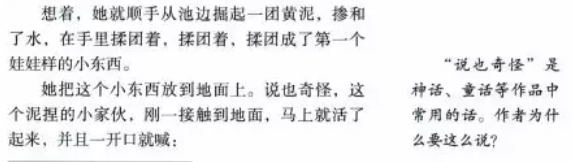 想着，她就顺手从池边掘起一团黄泥，掺和
了水，在手里揉团着，揉团着，揉团成了第一个
娃娃样的小东西。
她把这个小东西放到地面上。说也奇怪，这
个泥捏的小家伙，刚一接触到地面，马上就活了
起来，并且一开口就喊：
“说也奇怪”是
神话、童话等作品中
常用的话。作者为什
么要这么说？